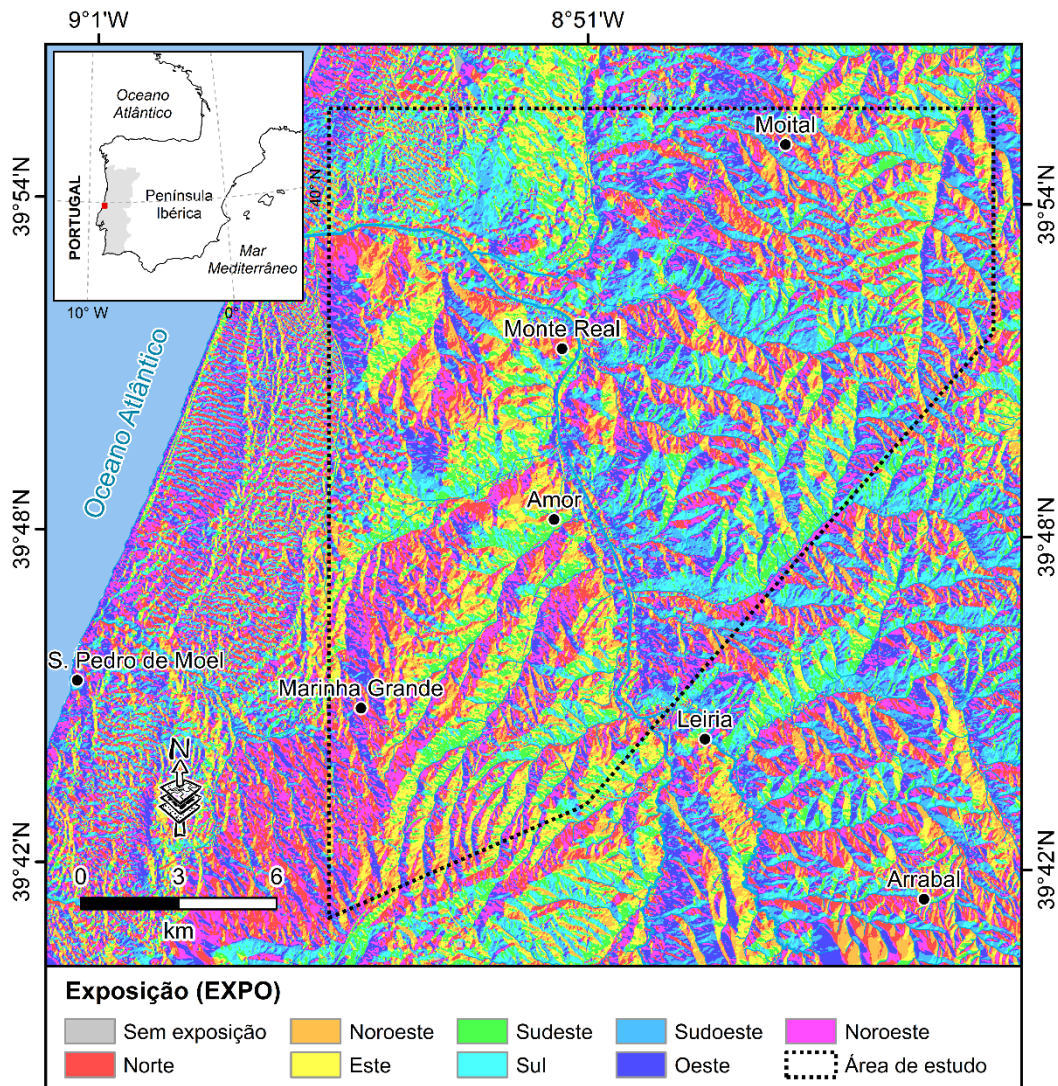 9°1'W
8°51'W
Oceano
Atlântico
PORTUGAL
Península
Ibérica
40° N
Mar
Mediterrâneo
10° W
0°
39°54'N
39°54'N
Moital
Monte Real
Oceano Atlântico
Amor
39°48'N
39°48'N
S. Pedro de Moel
Marinha Grande
Leiria
N
39°42'N
39°42'N
Arrabal
0 3 6
km
Exposição (EXPO)
Sem exposição Noroeste Sudeste Sudoeste Noroeste
Norte Este Sul Oeste Área de estudo